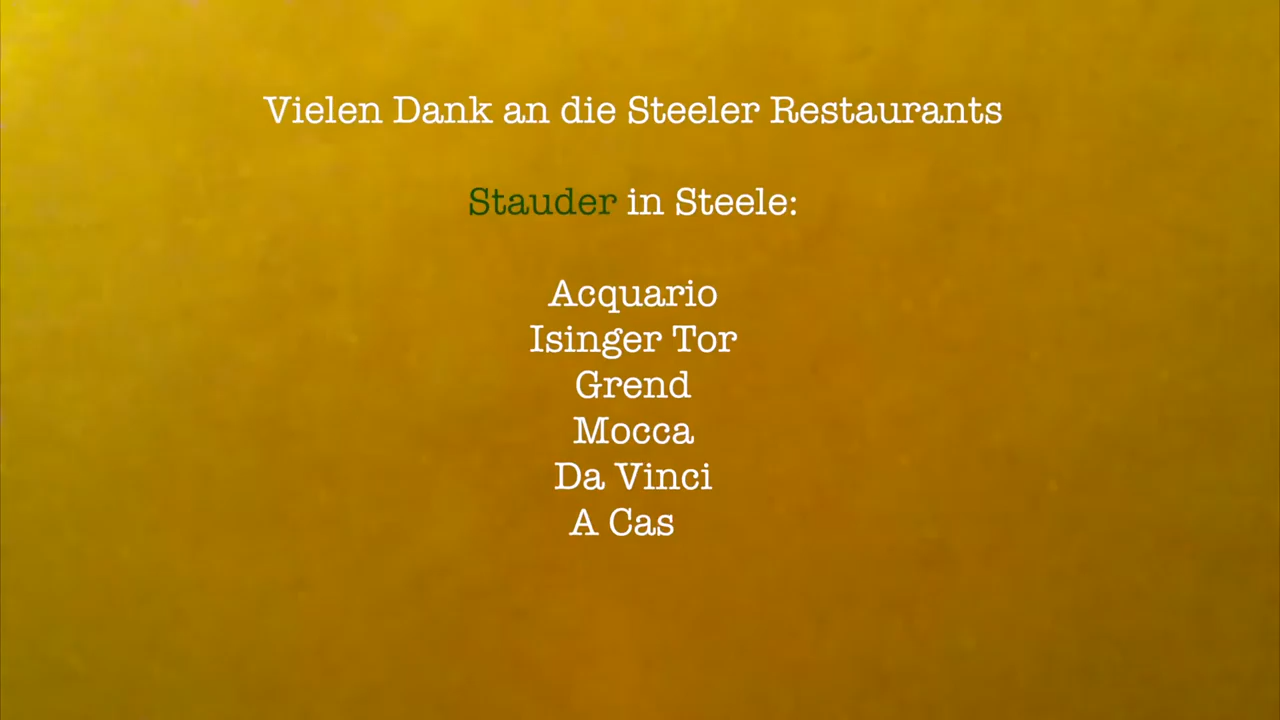 Vielen Dank an die Steeler Restaurants
Stauder in Steele:
Acquario
Isinger Tor
Grend
Mocca
Da Vinci
A Cas